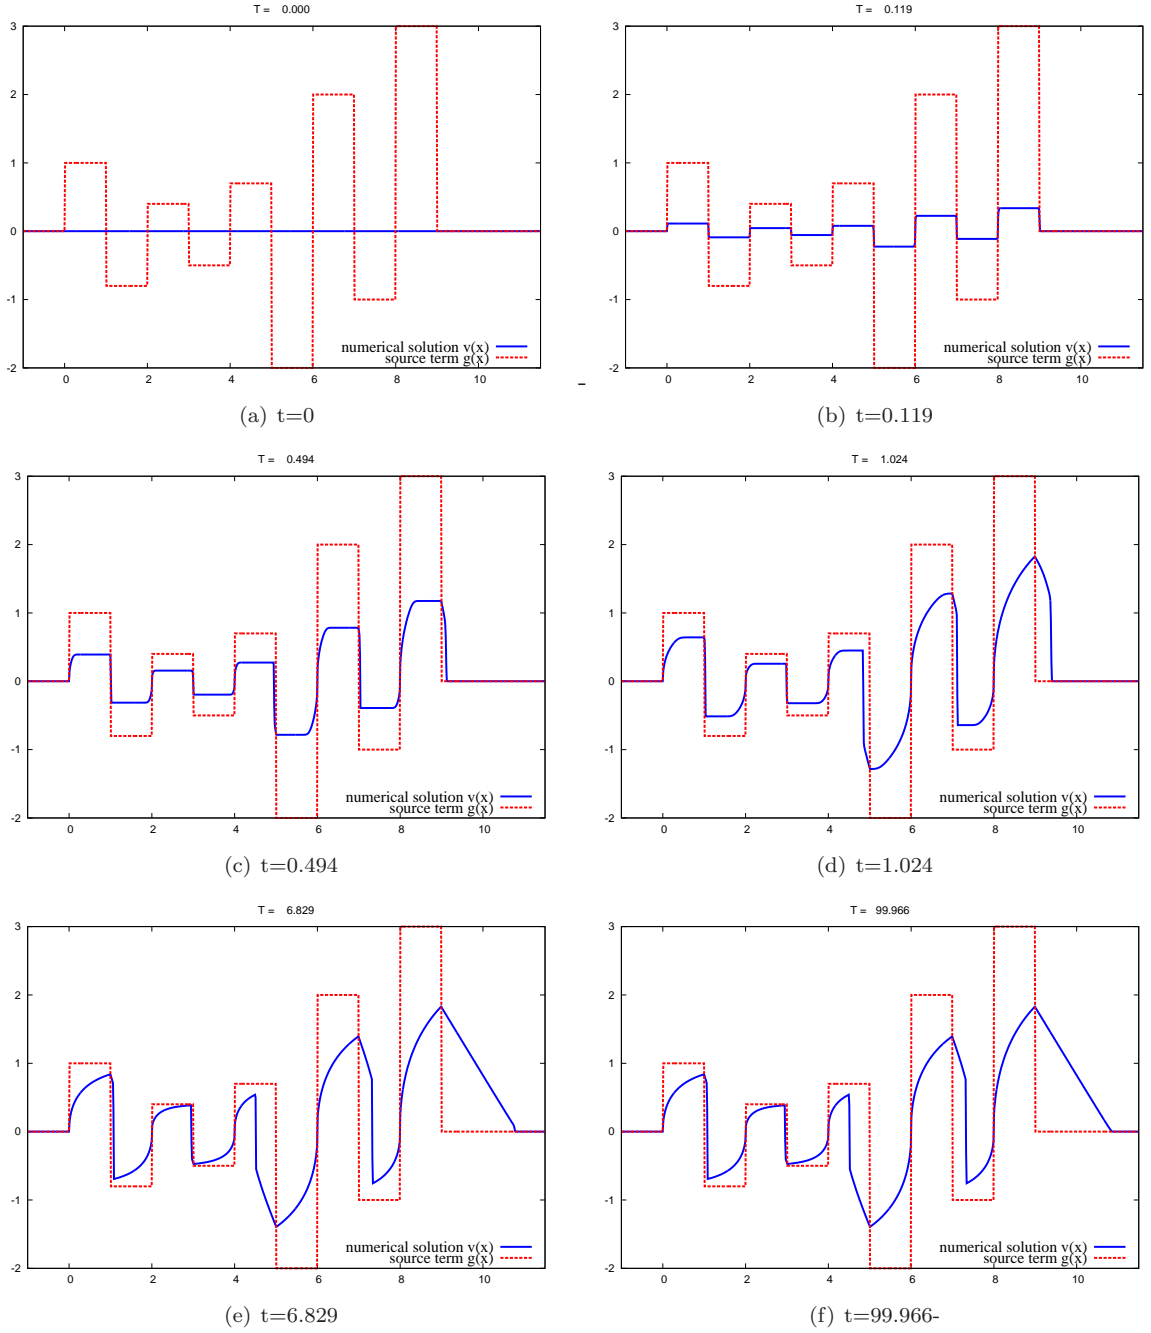 T = 0.000
3
2
1
0
-1
-2
numerical solution v(x)
source term g(x)
0 2 4 6 8 10
(a) t=0
T = 0.119
3
2
1
0
-1
-2
numerical solution v(x)
source term g(x)
0 2 4 6 8 10
(b) t=0.119
T = 0.494
3
2
1
0
-1
-2
numerical solution v(x)
source term g(x)
0 2 4 6 8 10
(c) t=0.494
T = 1.024
3
2
1
0
-1
-2
numerical solution v(x)
source term g(x)
0 2 4 6 8 10
(d) t=1.024
T = 6.829
3
2
1
0
-1
-2
numerical solution v(x)
source term g(x)
0 2 4 6 8 10
(e) t=6.829
T = 99.966
3
2
1
0
-1
-2
numerical solution v(x)
source term g(x)
0 2 4 6 8 10
(f) t=99.966-